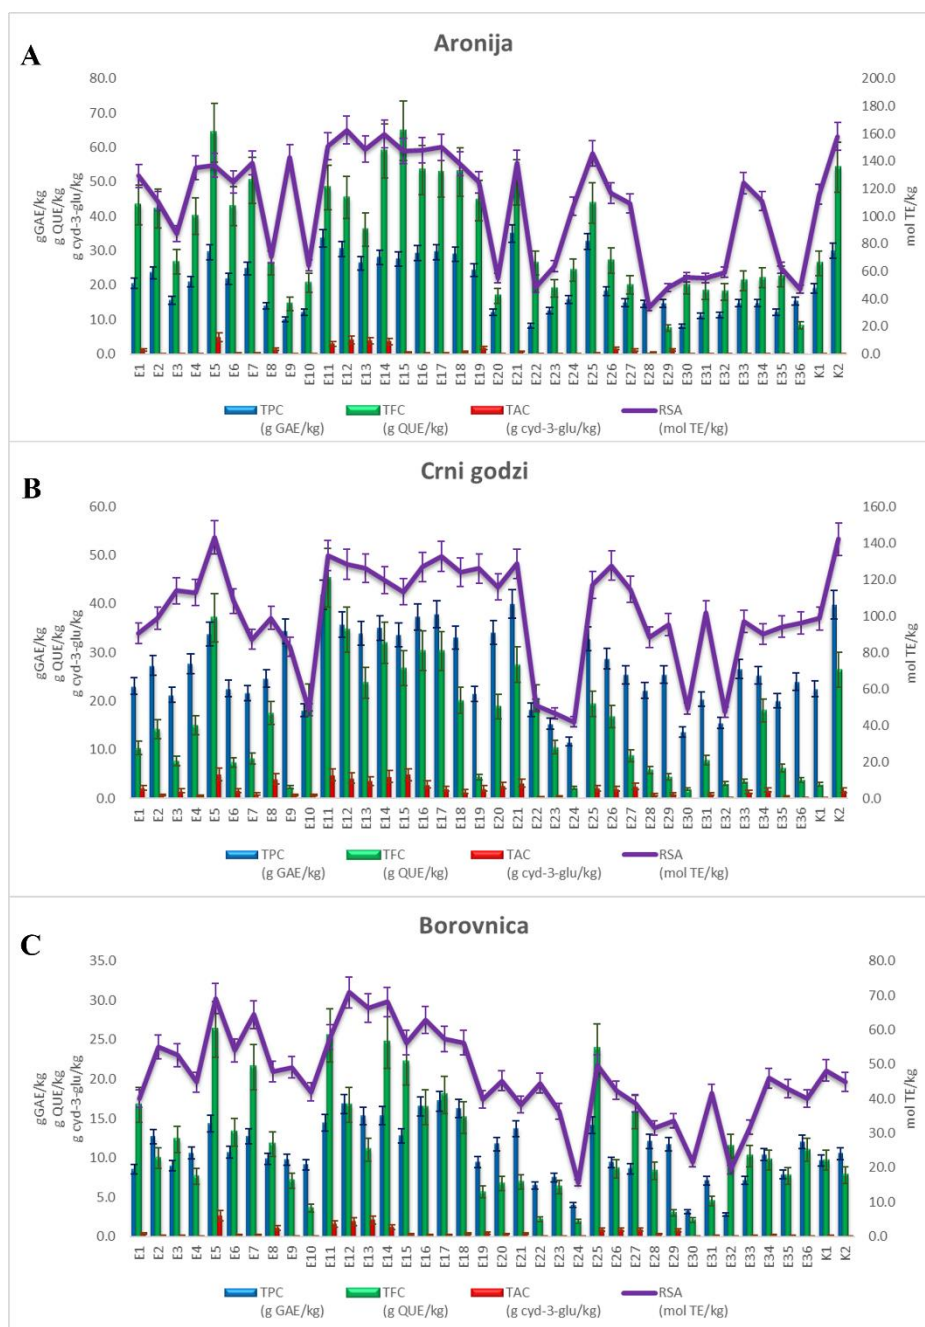 A
Aronija
gGAE/kg
g QUE/kg
g cyd-3-glu/kg
80.0
70.0
60.0
50.0
40.0
30.0
20.0
10.0
0.0
200.0
180.0
160.0
140.0
120.0
100.0
80.0
60.0
40.0
20.0
0.0
mol TE/kg
E1 E2 E3 E4 E5 E6 E7 E8 E9 E10 E11 E12 E13 E14 E15 E16 E17 E18 E19 E20 E21 E22 E23 E24 E25 E26 E27 E28 E29 E30 E31 E32 E33 E34 E35 E36 K1 K2
TPC TFC TAC RSA
(g GAE/kg) (g QUE/kg) (g cyd-3-glu/kg) (mol TE/kg)
B
Crni godzi
gGAE/kg
g QUE/kg
g cyd-3-glu/kg
60.0
50.0
40.0
30.0
20.0
10.0
0.0
160.0
140.0
120.0
100.0
80.0
60.0
40.0
20.0
0.0
mol TE/kg
E1 E2 E3 E4 E5 E6 E7 E8 E9 E10 E11 E12 E13 E14 E15 E16 E17 E18 E19 E20 E21 E22 E23 E24 E25 E26 E27 E28 E29 E30 E31 E32 E33 E34 E35 E36 K1 K2
TPC TFC TAC RSA
(g GAE/kg) (g QUE/kg) (g cyd-3-glu/kg) (mol TE/kg)
C
Borovnica
gGAE/kg
g QUE/kg
g cyd-3-glu/kg
35.0
30.0
25.0
20.0
15.0
10.0
5.0
0.0
80.0
70.0
60.0
50.0
40.0
30.0
20.0
10.0
0.0
mol TE/kg
E1 E2 E3 E4 E5 E6 E7 E8 E9 E10 E11 E12 E13 E14 E15 E16 E17 E18 E19 E20 E21 E22 E23 E24 E25 E26 E27 E28 E29 E30 E31 E32 E33 E34 E35 E36 K1 K2
TPC TFC TAC RSA
(g GAE/kg) (g QUE/kg) (g cyd-3-glu/kg) (mol TE/kg)